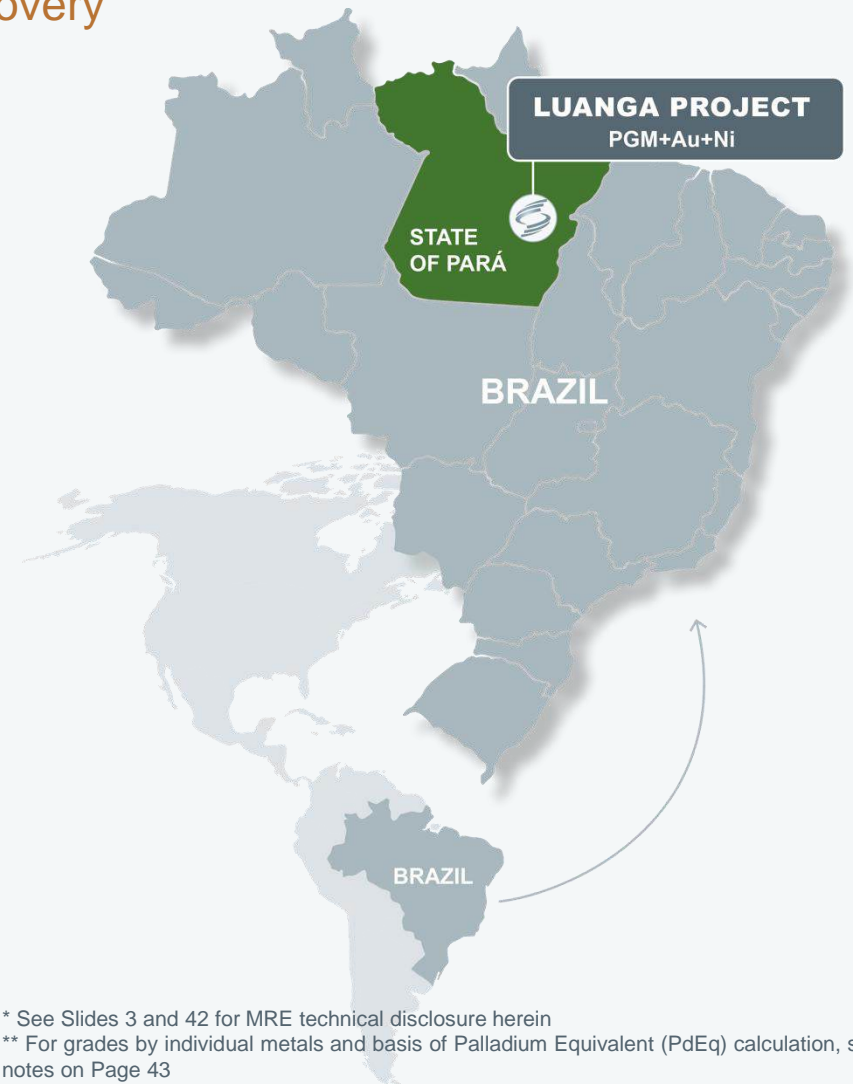 LUANGA PROJECT
PGM+Au+Ni
STATE
OF PARÁ
BRAZIL
BRAZIL
* See Slides 3 and 42 for MRE technical disclosure herein
** For grades by individual metals and basis of Palladium Equivalent (PdEq) calculation,
notes on Page 43